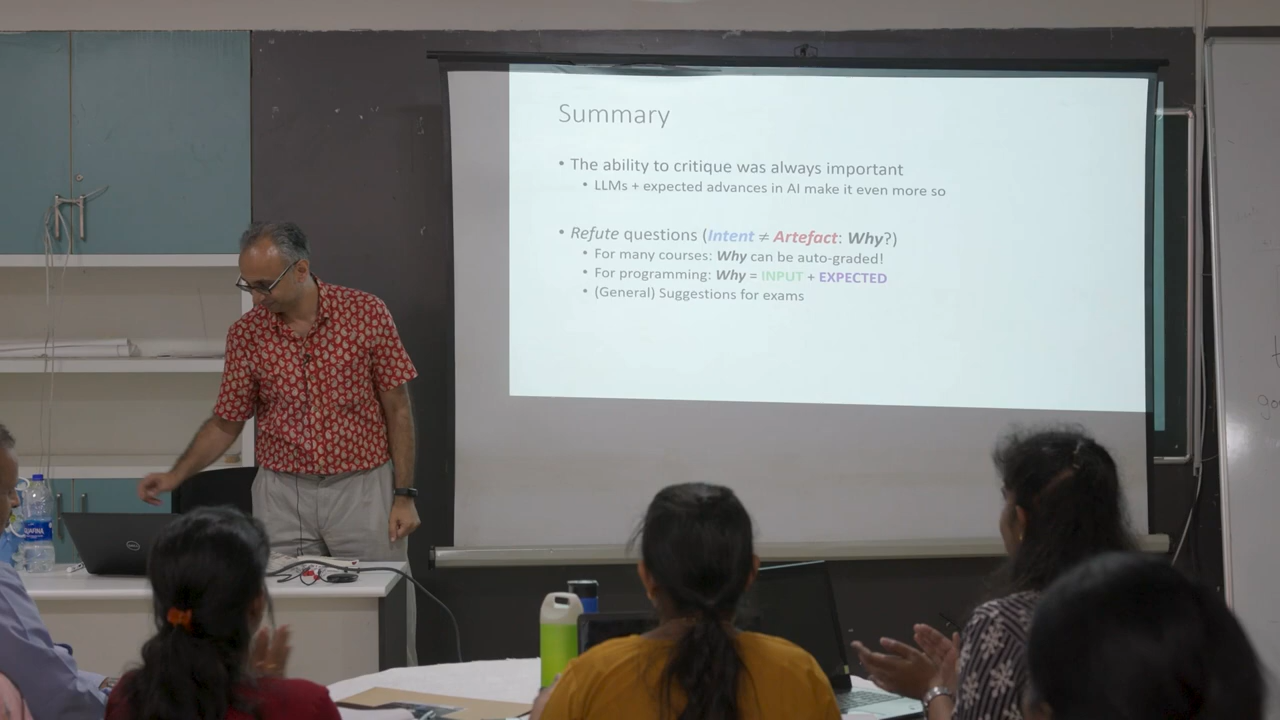 Summary
• The ability to critique was always important
• LLMs + expected advances in AI make it even more so
• Refute questions (Intent ≠ Artefact: Why?)
• For many courses: Why can be auto-graded!
• For programming: Why = INPUT + EXPECTED
• (General) Suggestions for exams
DELL